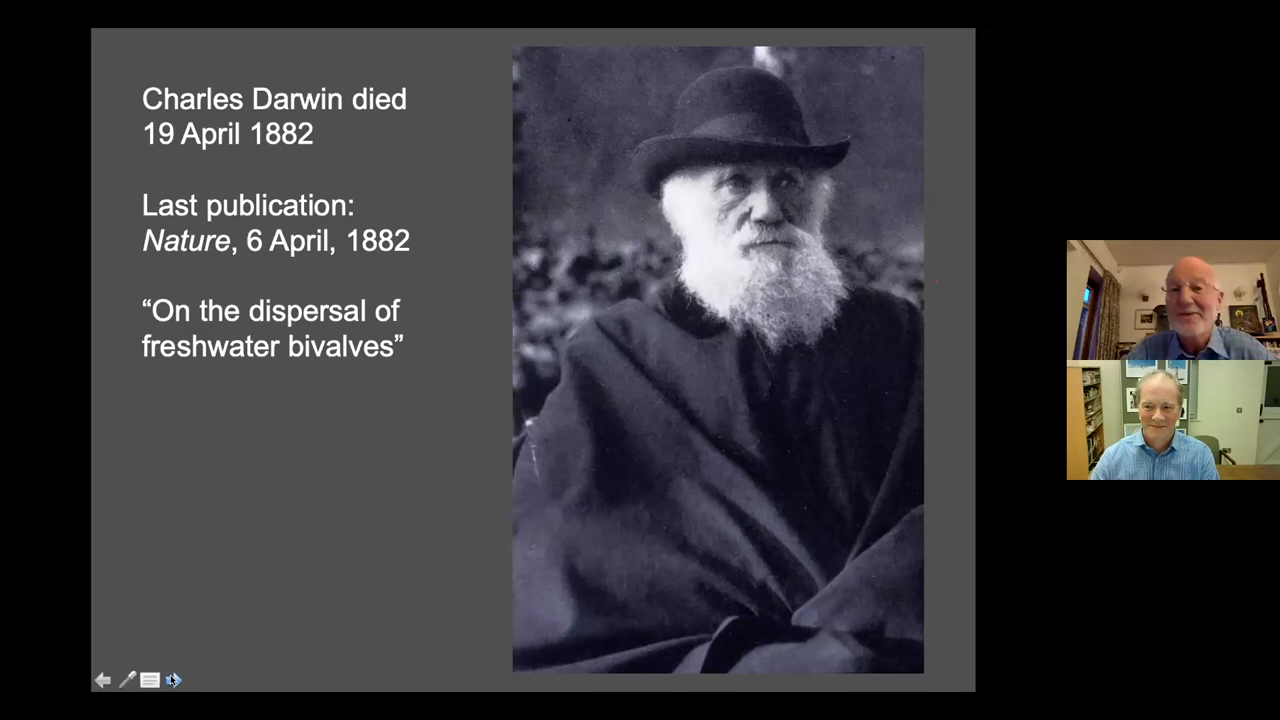 Charles Darwin died
19 April 1882
Last publication:
Nature, 6 April, 1882
“On the dispersal of
freshwater bivalves”